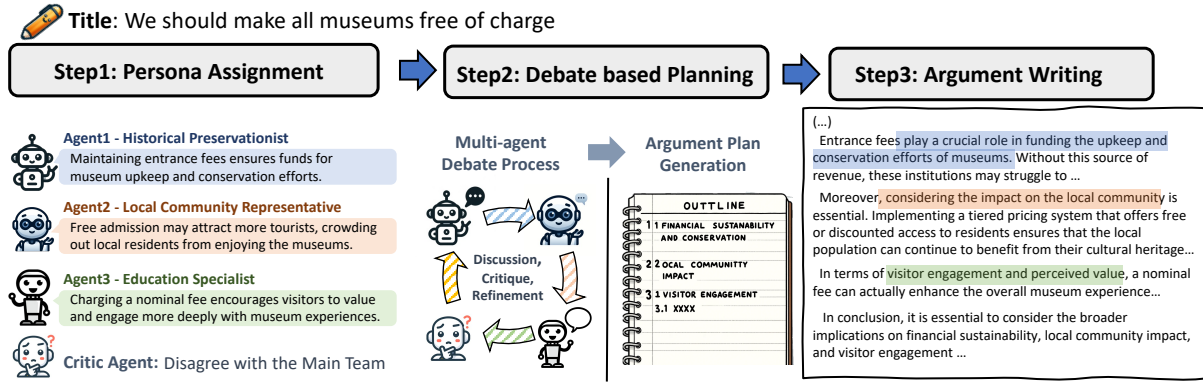 Title: We should make all museums free of charge
Step1: Persona Assignment
Step2: Debate based Planning
Step3: Argument Writing
Agent1 - Historical Preservationist
Maintaining entrance fees ensures funds for
museum upkeep and conservation efforts.
Agent2 - Local Community Representative
Free admission may attract more tourists, crowding
out local residents from enjoying the museums.
Agent3 - Education Specialist
Charging a nominal fee encourages visitors to value
and engage more deeply with museum experiences.
Critic Agent: Disagree with the Main Team
Multi-agent
Debate Process
Discussion,
Critique,
Refinement
Argument Plan
Generation
OUTLINE
1 1 FINANCIAL SUSTAINABILITY
AND CONSERVATION
2 2 OCAL COMMUNITTY
IMPACT
3 1 VISITOR ENGAGEMENT
3.1 XXXX
(...)
Entrance fees play a crucial role in funding the upkeep and
conservation efforts of museums. Without this source of
revenue, these institutions may struggle to ...
Moreover, considering the impact on the local community is
essential. Implementing a tiered pricing system that offers free
or discounted access to residents ensures that the local
population can continue to benefit from their cultural heritage...
In terms of visitor engagement and perceived value, a nominal
fee can actually enhance the overall museum experience...
In conclusion, it is essential to consider the broader
implications on financial sustainability, local community impact,
and visitor engagement ...